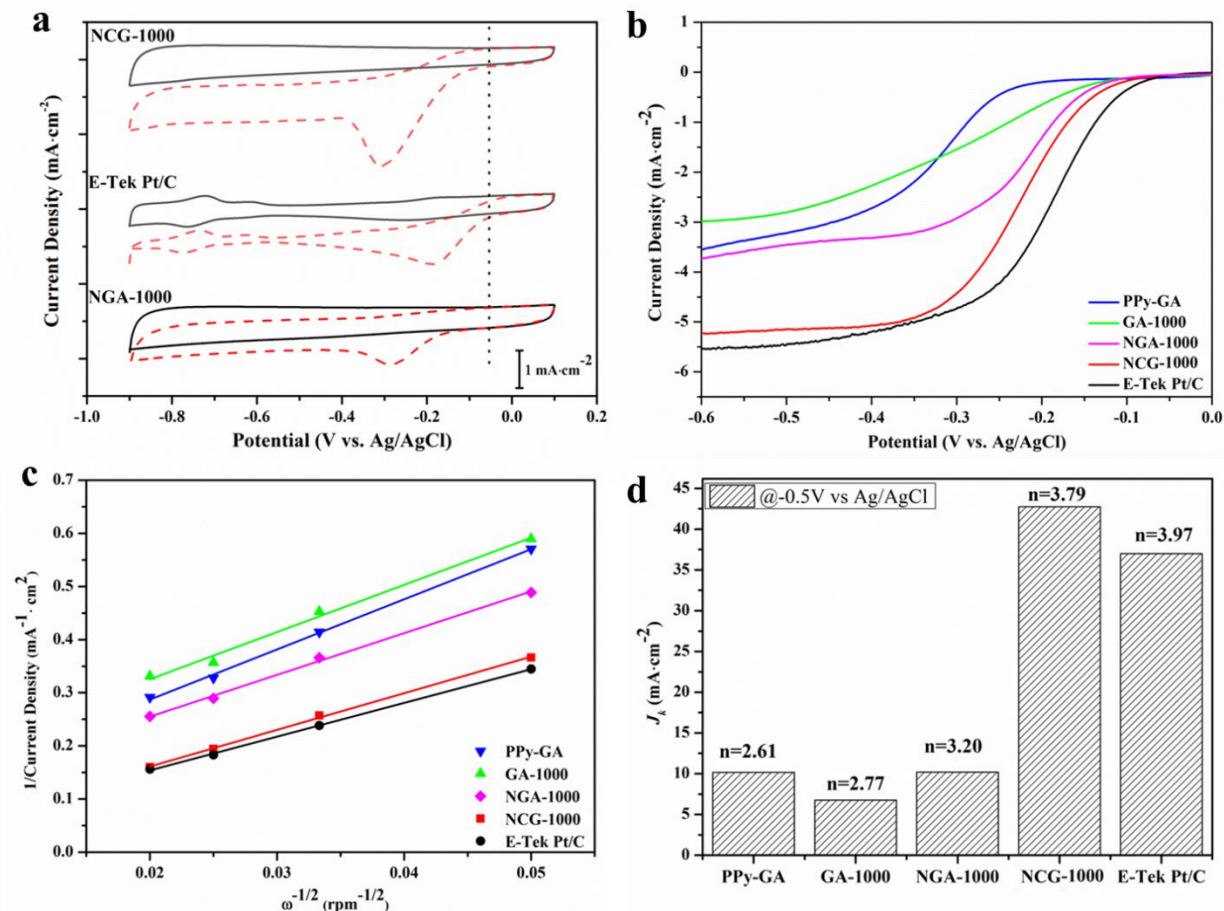 a
NCG-1000
E-Tek Pt/C
NGA-1000
1 mA·cm⁻²
Current Density (mA·cm⁻²)
-1.0 -0.8 -0.6 -0.4 -0.2 0.0 0.2
Potential (V vs. Ag/AgCl)
b
1
0
-1
-2
-3
-4
-5
-6
Current Density (mA·cm⁻²)
PPy-GA
GA-1000
NGA-1000
NCG-1000
E-Tek Pt/C
-0.6 -0.5 -0.4 -0.3 -0.2 -0.1 0.0
Potential (V vs. Ag/AgCl)
c
0.7
0.6
0.5
0.4
0.3
0.2
0.1
0.0
1/Current Density (mA⁻¹· cm²)
PPy-GA
GA-1000
NGA-1000
NCG-1000
E-Tek Pt/C
0.02 0.03 0.04 0.05
ω⁻¹/² (rpm⁻¹/²)
d
@-0.5V vs Ag/AgCl
45
40
35
30
25
20
15
10
5
0
Jₖ (mA·cm⁻²)
n=2.61
n=2.77
n=3.20
n=3.79
n=3.97
PPy-GA GA-1000 NGA-1000 NCG-1000 E-Tek Pt/C